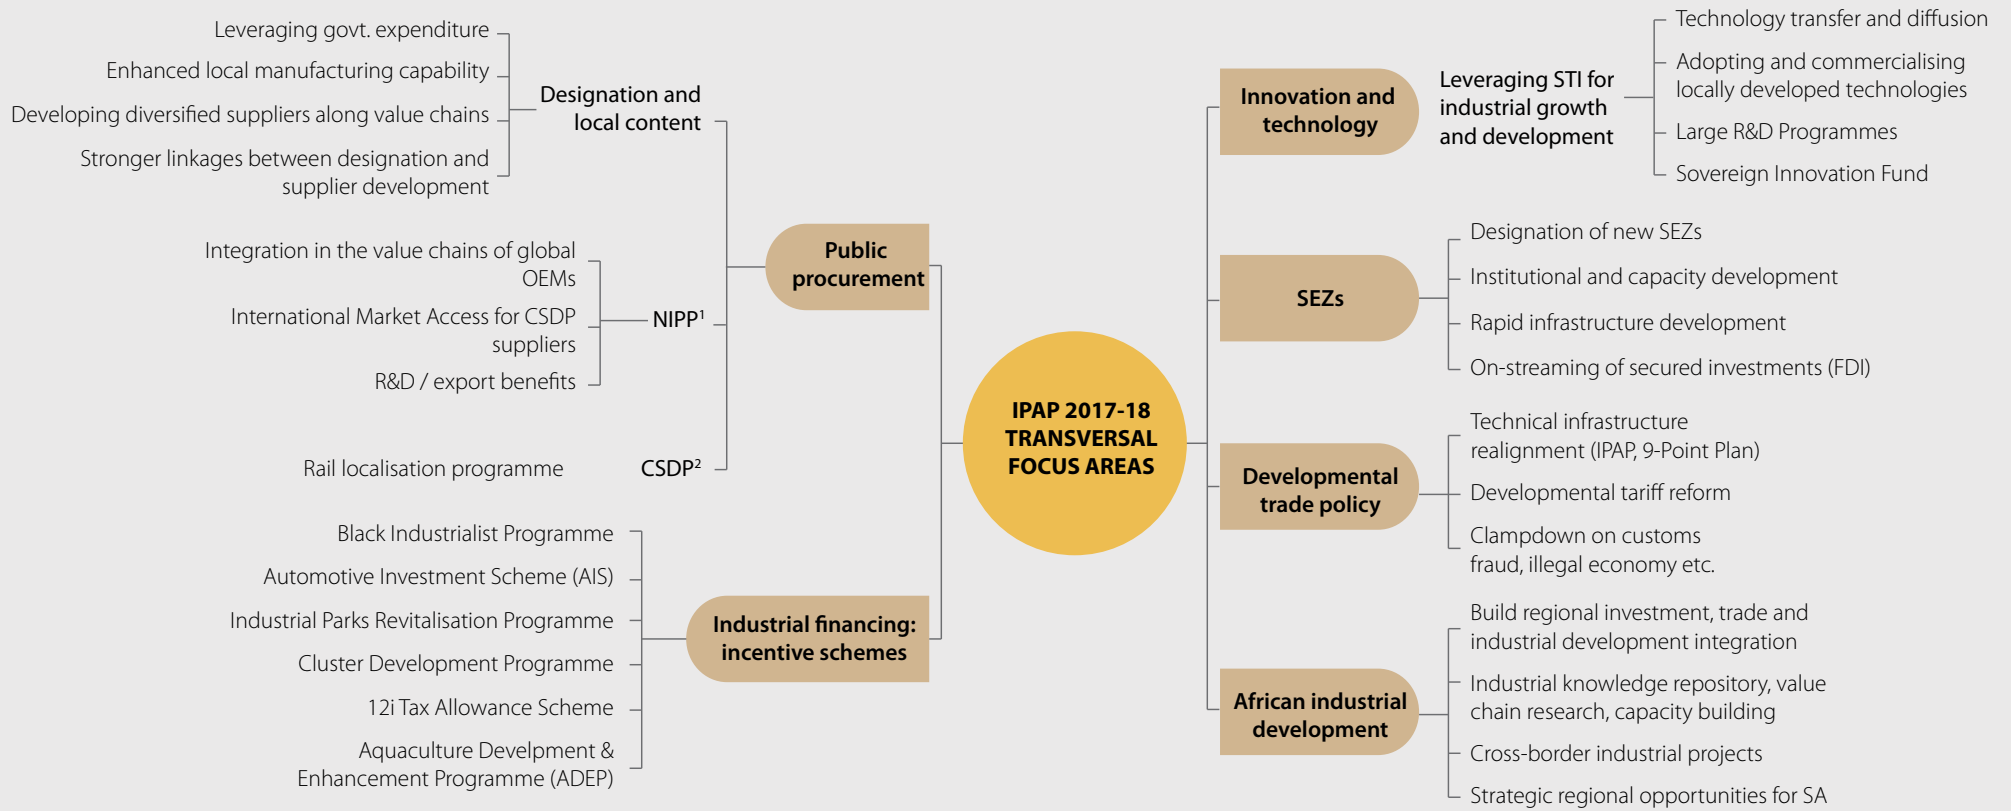 Leveraging govt. expenditure
Enhanced local manufacturing capability
Developing diversified suppliers along value chains
Stronger linkages between designation and
supplier development
Designation and
local content
Integration in the value chains of global
OEMs
International Market Access for CSDP
suppliers
R&D / export benefits
NIPP¹
Rail localisation programme
CSDP²
Public
procurement
Black Industrialist Programme
Automotive Investment Scheme (AIS)
Industrial Parks Revitalisation Programme
Cluster Development Programme
12i Tax Allowance Scheme
Aquaculture Develpment &
Enhancement Programme (ADEP)
Industrial financing:
incentive schemes
IPAP 2017-18
TRANSVERSAL
FOCUS AREAS
Innovation and
technology
Leveraging STI for
industrial growth
and development
Technology transfer and diffusion
Adopting and commercialising
locally developed technologies
Large R&D Programmes
Sovereign Innovation Fund
SEZs
Designation of new SEZs
Institutional and capacity development
Rapid infrastructure development
On-streaming of secured investments (FDI)
Developmental
trade policy
Technical infrastructure
realignment (IPAP, 9-Point Plan)
Developmental tariff reform
Clampdown on customs
fraud, illegal economy etc.
African industrial
development
Build regional investment, trade and
industrial development integration
Industrial knowledge repository, value
chain research, capacity building
Cross-border industrial projects
Strategic regional opportunities for SA